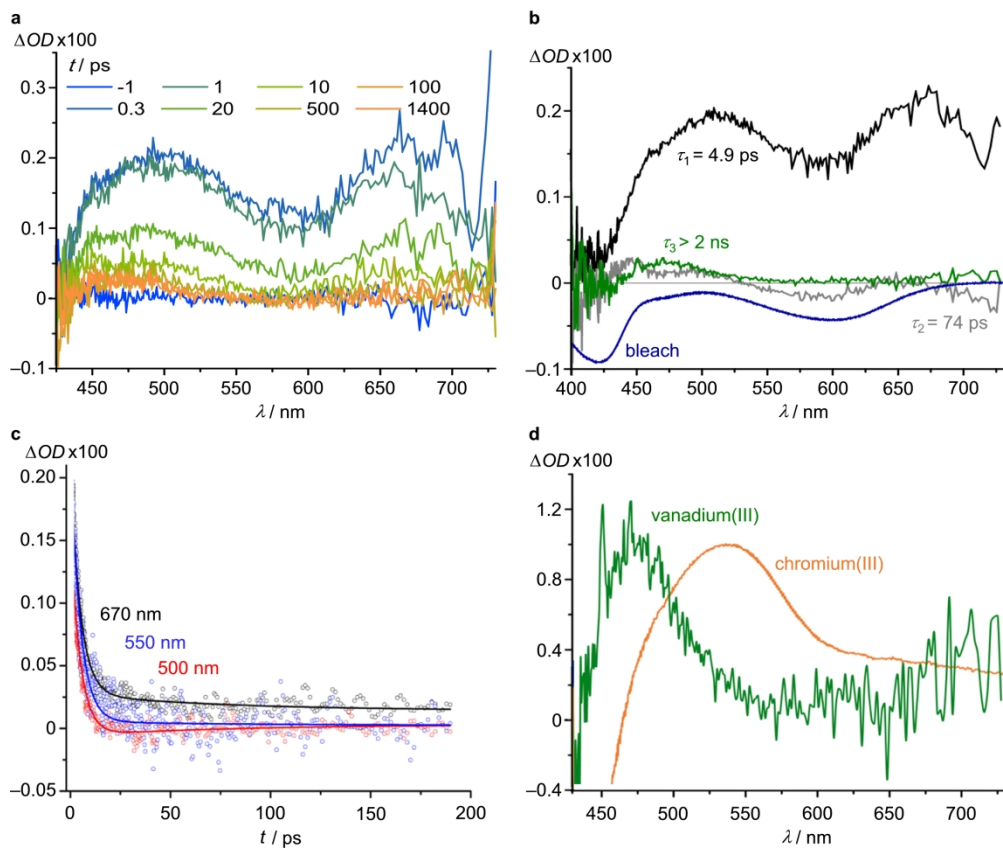 a
ΔOD x100
t / ps
-1 1 10 100
0.3 20 500 1400
0.3
0.2
0.1
0
–0.1
450 500 550 600 650 700
λ / nm
b
ΔOD x100
0.2
0.1
0
–0.1
τ1 = 4.9 ps
τ3 > 2 ns
τ2 = 74 ps
bleach
400 450 500 550 600 650 700
λ / nm
c
ΔOD x100
0.20
0.15
0.10
0.05
0
–0.05
670 nm
550 nm
500 nm
0 50 100 150 200
t / ps
d
ΔOD x100
1.2
0.8
0.4
0
–0.4
vanadium(III)
chromium(III)
450 500 550 600 650 700
λ / nm